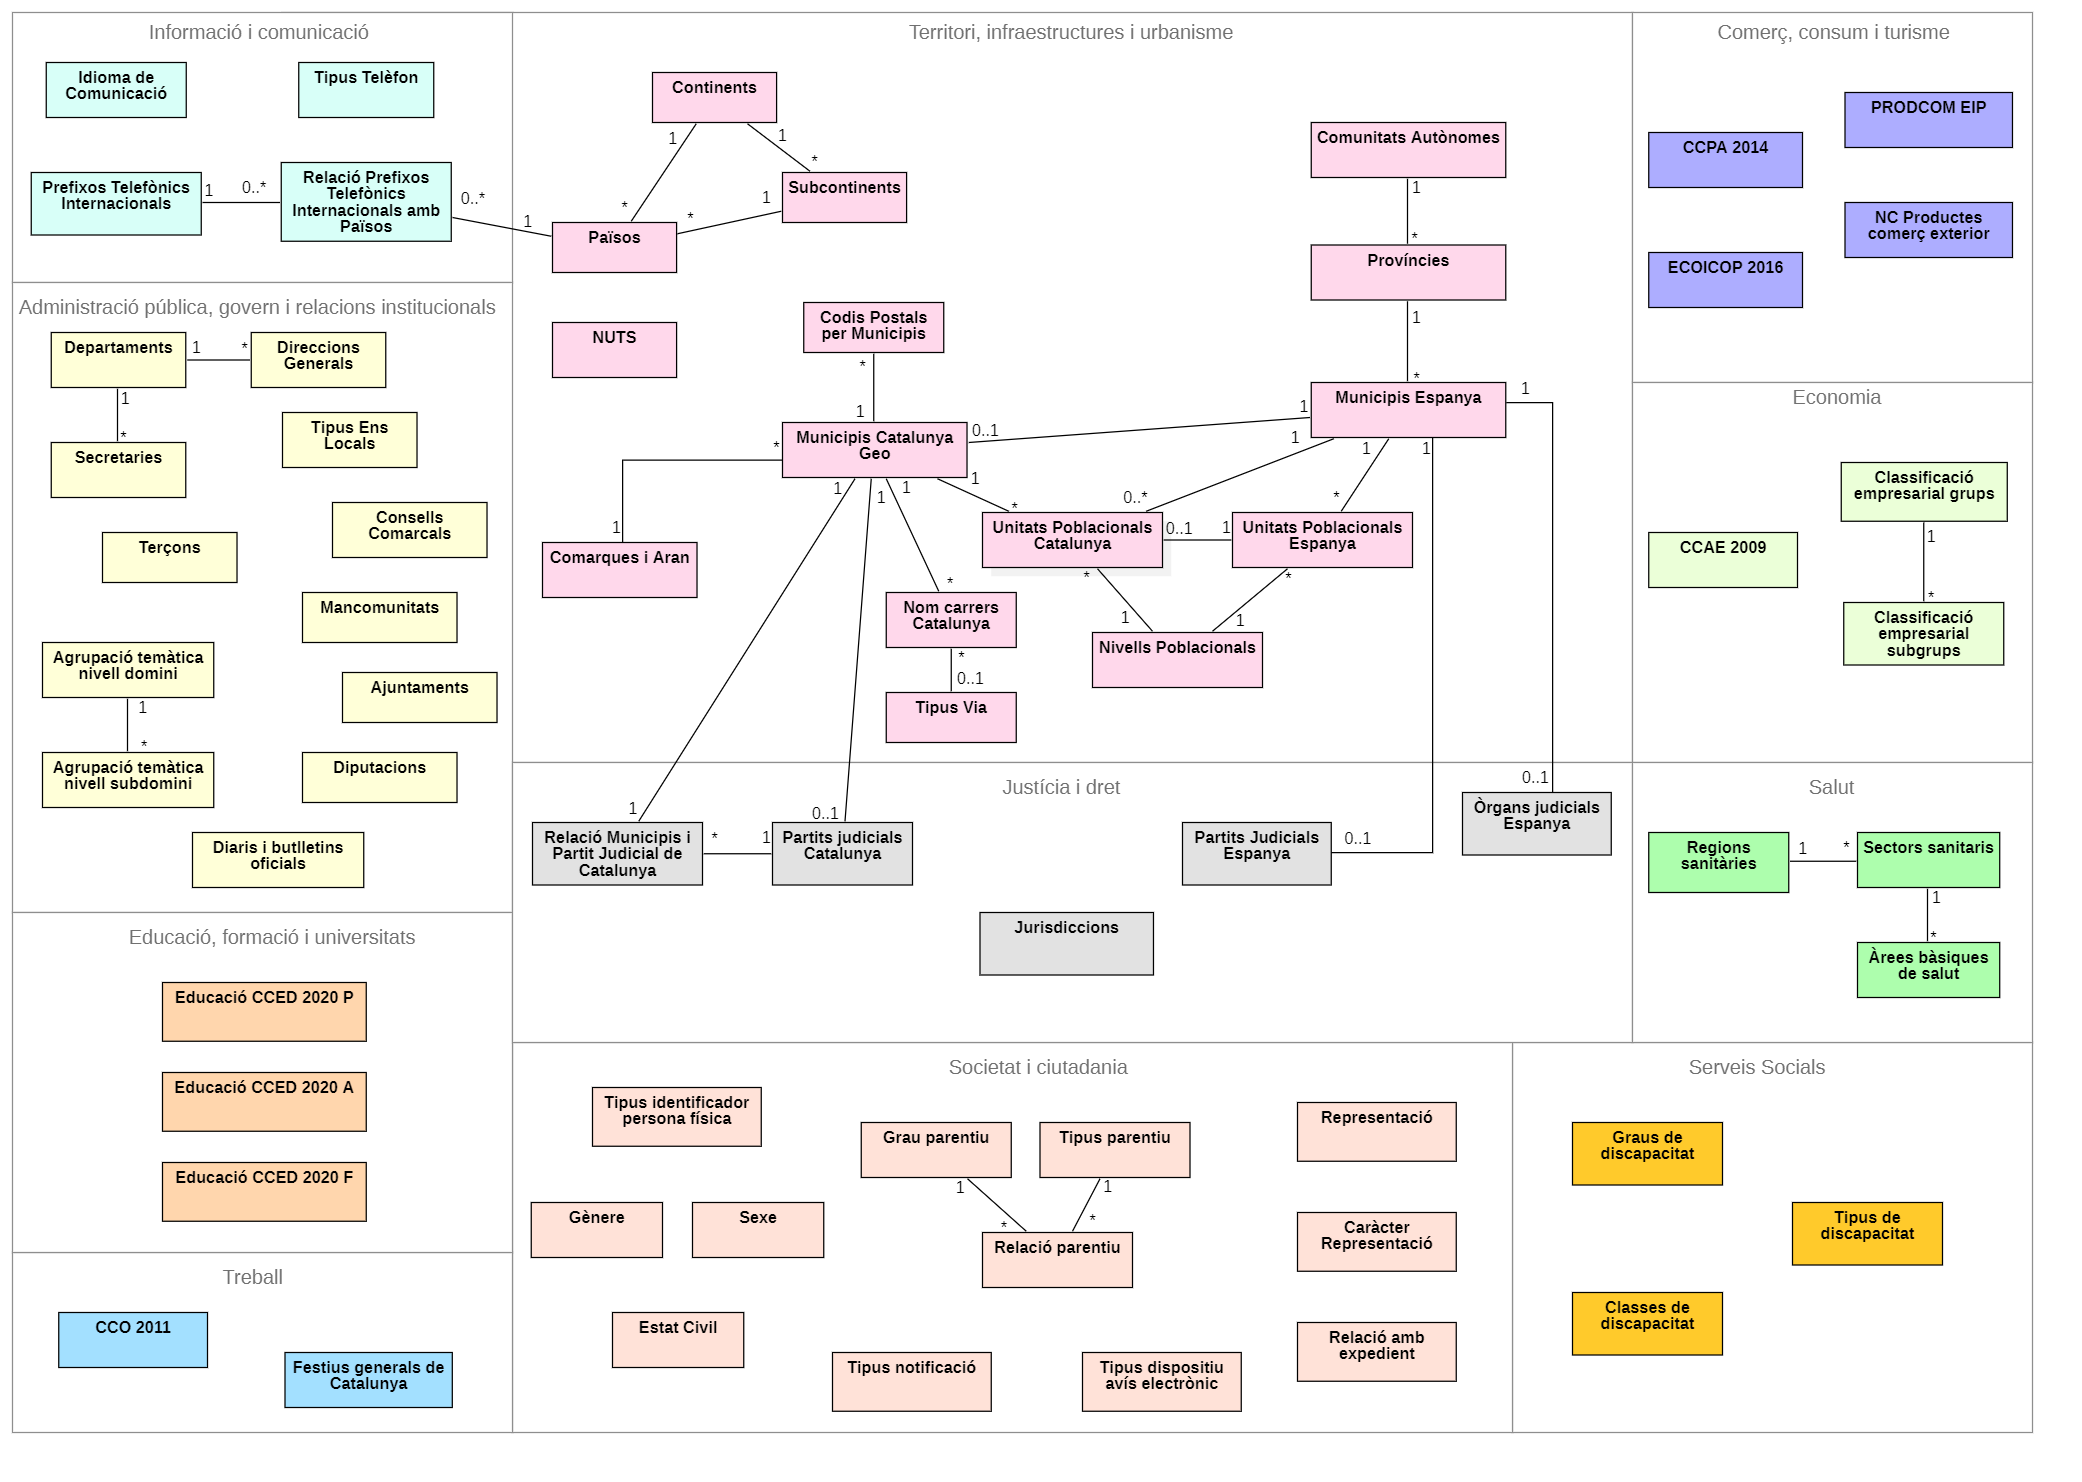 Informació i comunicació
Idioma de
Comunicació
Tipus Telèfon
Prefixos Telefònics
Internacionals
1
0..*
Relació Prefixos
Telefònics
Internacionals amb
Països
0..*
1
Administració pública, govern i relacions institucionals
Departaments
1
*
Direccions
Generals
1
*
Secretaries
Tipus Ens
Locals
Consells
Comarcals
Terçons
Mancomunitats
Agrupació temàtica
nivell domini
1
*
Agrupació temàtica
nivell subdomini
Ajuntaments
Diputacions
Diaris i butlletins
oficials
Educació, formació i universitats
Educació CCED 2020 P
Educació CCED 2020 A
Educació CCED 2020 F
Treball
CCO 2011
Festius generals de
Catalunya
Territori, infraestructures i urbanisme
Continents
1
1
*
*
Subcontinents
1
*
Països
NUTS
Codis Postals
per Municipis
*
1
Municipis Catalunya
Geo
*
1
Comarques i Aran
Comunitats Autònomes
1
*
Províncies
1
*
Municipis Espanya
1
1
0..1
1
1
1
0..*
*
1
*
Unitats Poblacionals
Catalunya
0..1
1
Unitats Poblacionals
Espanya
*
*
1
1
Nivells Poblacionals
1
1
1
*
Nom carrers
Catalunya
*
0..1
Tipus Via
Justícia i dret
1
0..1
Relació Municipis i
Partit Judicial de
Catalunya
*
1
Partits judicials
Catalunya
Partits Judicials
Espanya
0..1
0..1
Òrgans judicials
Espanya
Jurisdiccions
Societat i ciutadania
Tipus identificador
persona física
Grau parentiu
Tipus parentiu
1
1
*
*
Relació parentiu
Gènere
Sexe
Estat Civil
Tipus notificació
Tipus dispositiu
avís electrònic
Representació
Caràcter
Representació
Relació amb
expedient
Comerç, consum i turisme
PRODCOM EIP
CCPA 2014
NC Productes
comerç exterior
ECOICOP 2016
Economia
Classificació
empresarial grups
1
*
CCAE 2009
Classificació
empresarial
subgrups
Salut
Regions
sanitàries
1
*
Sectors sanitaris
1
*
Àrees bàsiques
de salut
Serveis Socials
Graus de
discapacitat
Tipus de
discapacitat
Classes de
discapacitat